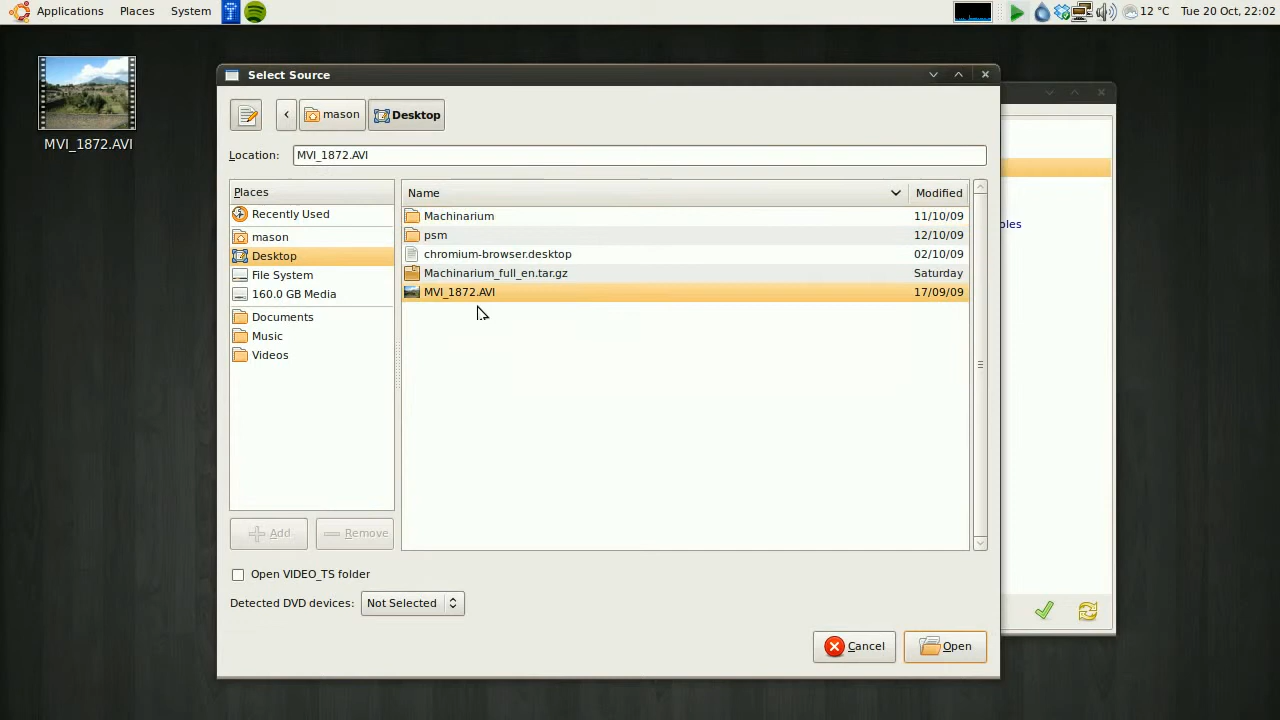 Applications Places System
12 °C Tue 20 Oct, 22:02
MVI_1872.AVI
Select Source
mason Desktop
Location: MVI_1872.AVI
Places
Recently Used
mason
Desktop
File System
160.0 GB Media
Documents
Music
Videos
Add Remove
Name Modified
Machinarium 11/10/09
psm 12/10/09
chromium-browser.desktop 02/10/09
Machinarium_full_en.tar.gz Saturday
MVI_1872.AVI 17/09/09
Open VIDEO_TS folder
Detected DVD devices: Not Selected
Cancel Open